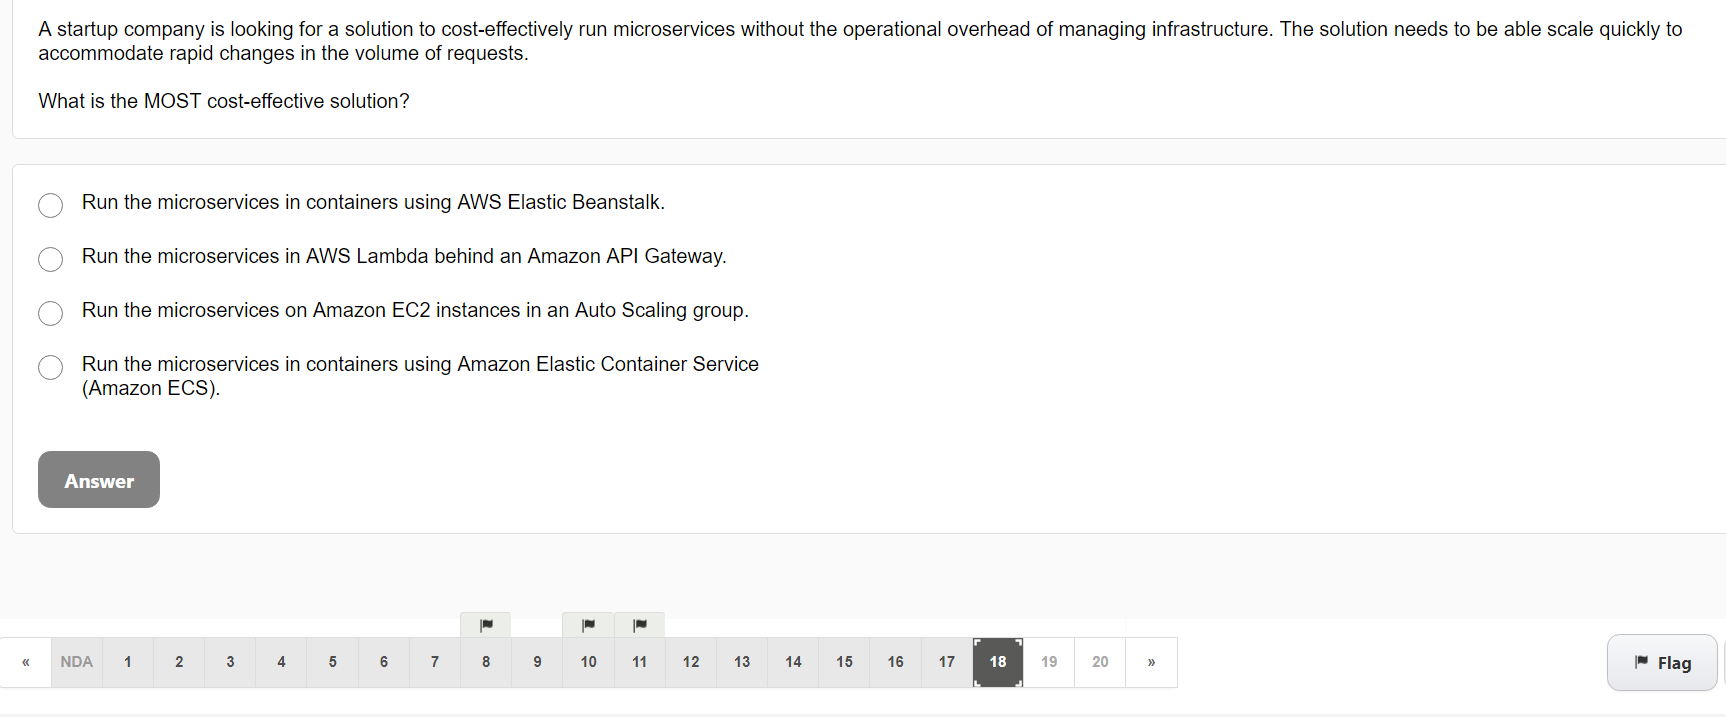 A startup company is looking for a solution to cost-effectively run microservices without the operational overhead of managing infrastructure. The solution needs to be able scale quickly to
accommodate rapid changes in the volume of requests.
What is the MOST cost-effective solution?
Run the microservices in containers using AWS Elastic Beanstalk.
Run the microservices in AWS Lambda behind an Amazon API Gateway.
Run the microservices on Amazon EC2 instances in an Auto Scaling group.
Run the microservices in containers using Amazon Elastic Container Service
(Amazon ECS).
Answer
« NDA 1 2 3 4 5 6 7 8 9 10 11 12 13 14 15 16 17 18 19 20 »
Flag